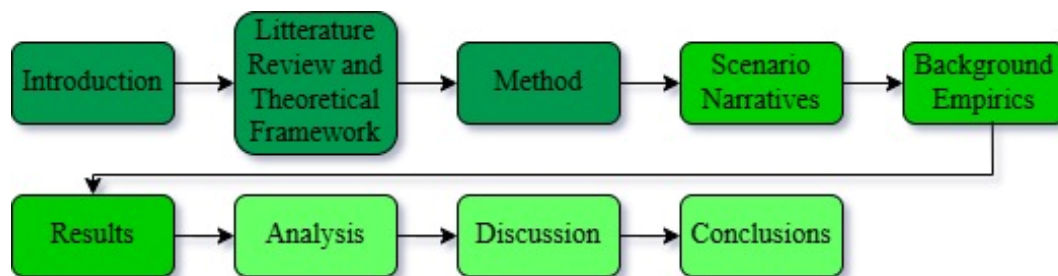 Introduction
Litterature
Review and
Theoretical
Framework
Method
Scenario
Narratives
Background
Empirics
Results
Analysis
Discussion
Conclusions